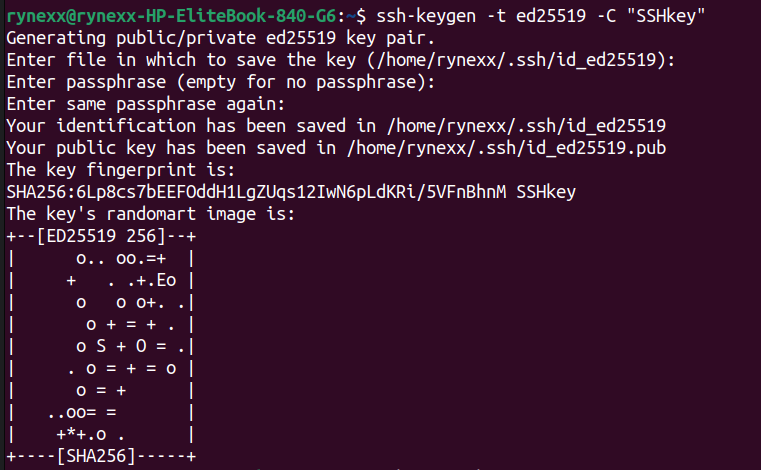 rynexx@rynexx-HP-EliteBook-840-G6:~$ ssh-keygen -t ed25519 -C "SSHkey"
Generating public/private ed25519 key pair.
Enter file in which to save the key (/home/rynexx/.ssh/id_ed25519):
Enter passphrase (empty for no passphrase):
Enter same passphrase again:
Your identification has been saved in /home/rynexx/.ssh/id_ed25519
Your public key has been saved in /home/rynexx/.ssh/id_ed25519.pub
The key fingerprint is:
SHA256:6Lp8cs7bEEFOddH1LgZUqs12IwN6pLdKRi/5VFnBhnM SSHkey
The key's randomart image is:
+--[ED25519 256]--+
|      o.. oo.=+  |
|     +   . .+.Eo |
|      o   o o+. .|
|       o + = + . |
|      o S + O = .|
|     . o = + = o |
|      o = +      |
|   ..oo= =       |
|    +*+.o .      |
+----[SHA256]-----+